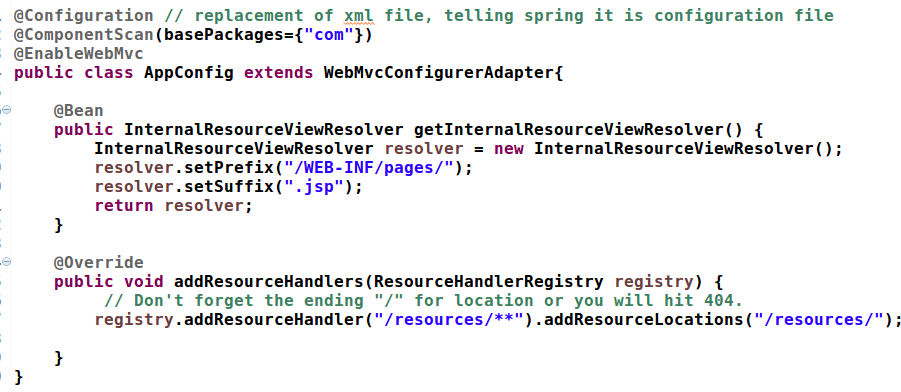 @Configuration // replacement of xml file, telling spring it is configuration file
@ComponentScan(basePackages={"com"})
@EnableWebMvc
public class AppConfig extends WebMvcConfigurerAdapter{
@Bean
public InternalResourceViewResolver getInternalResourceViewResolver() {
InternalResourceViewResolver resolver = new InternalResourceViewResolver();
resolver.setPrefix("/WEB-INF/pages/");
resolver.setSuffix(".jsp");
return resolver;
}
@Override
public void addResourceHandlers(ResourceHandlerRegistry registry) {
// Don't forget the ending "/" for location or you will hit 404.
registry.addResourceHandler("/resources/**").addResourceLocations("/resources/");
}
}